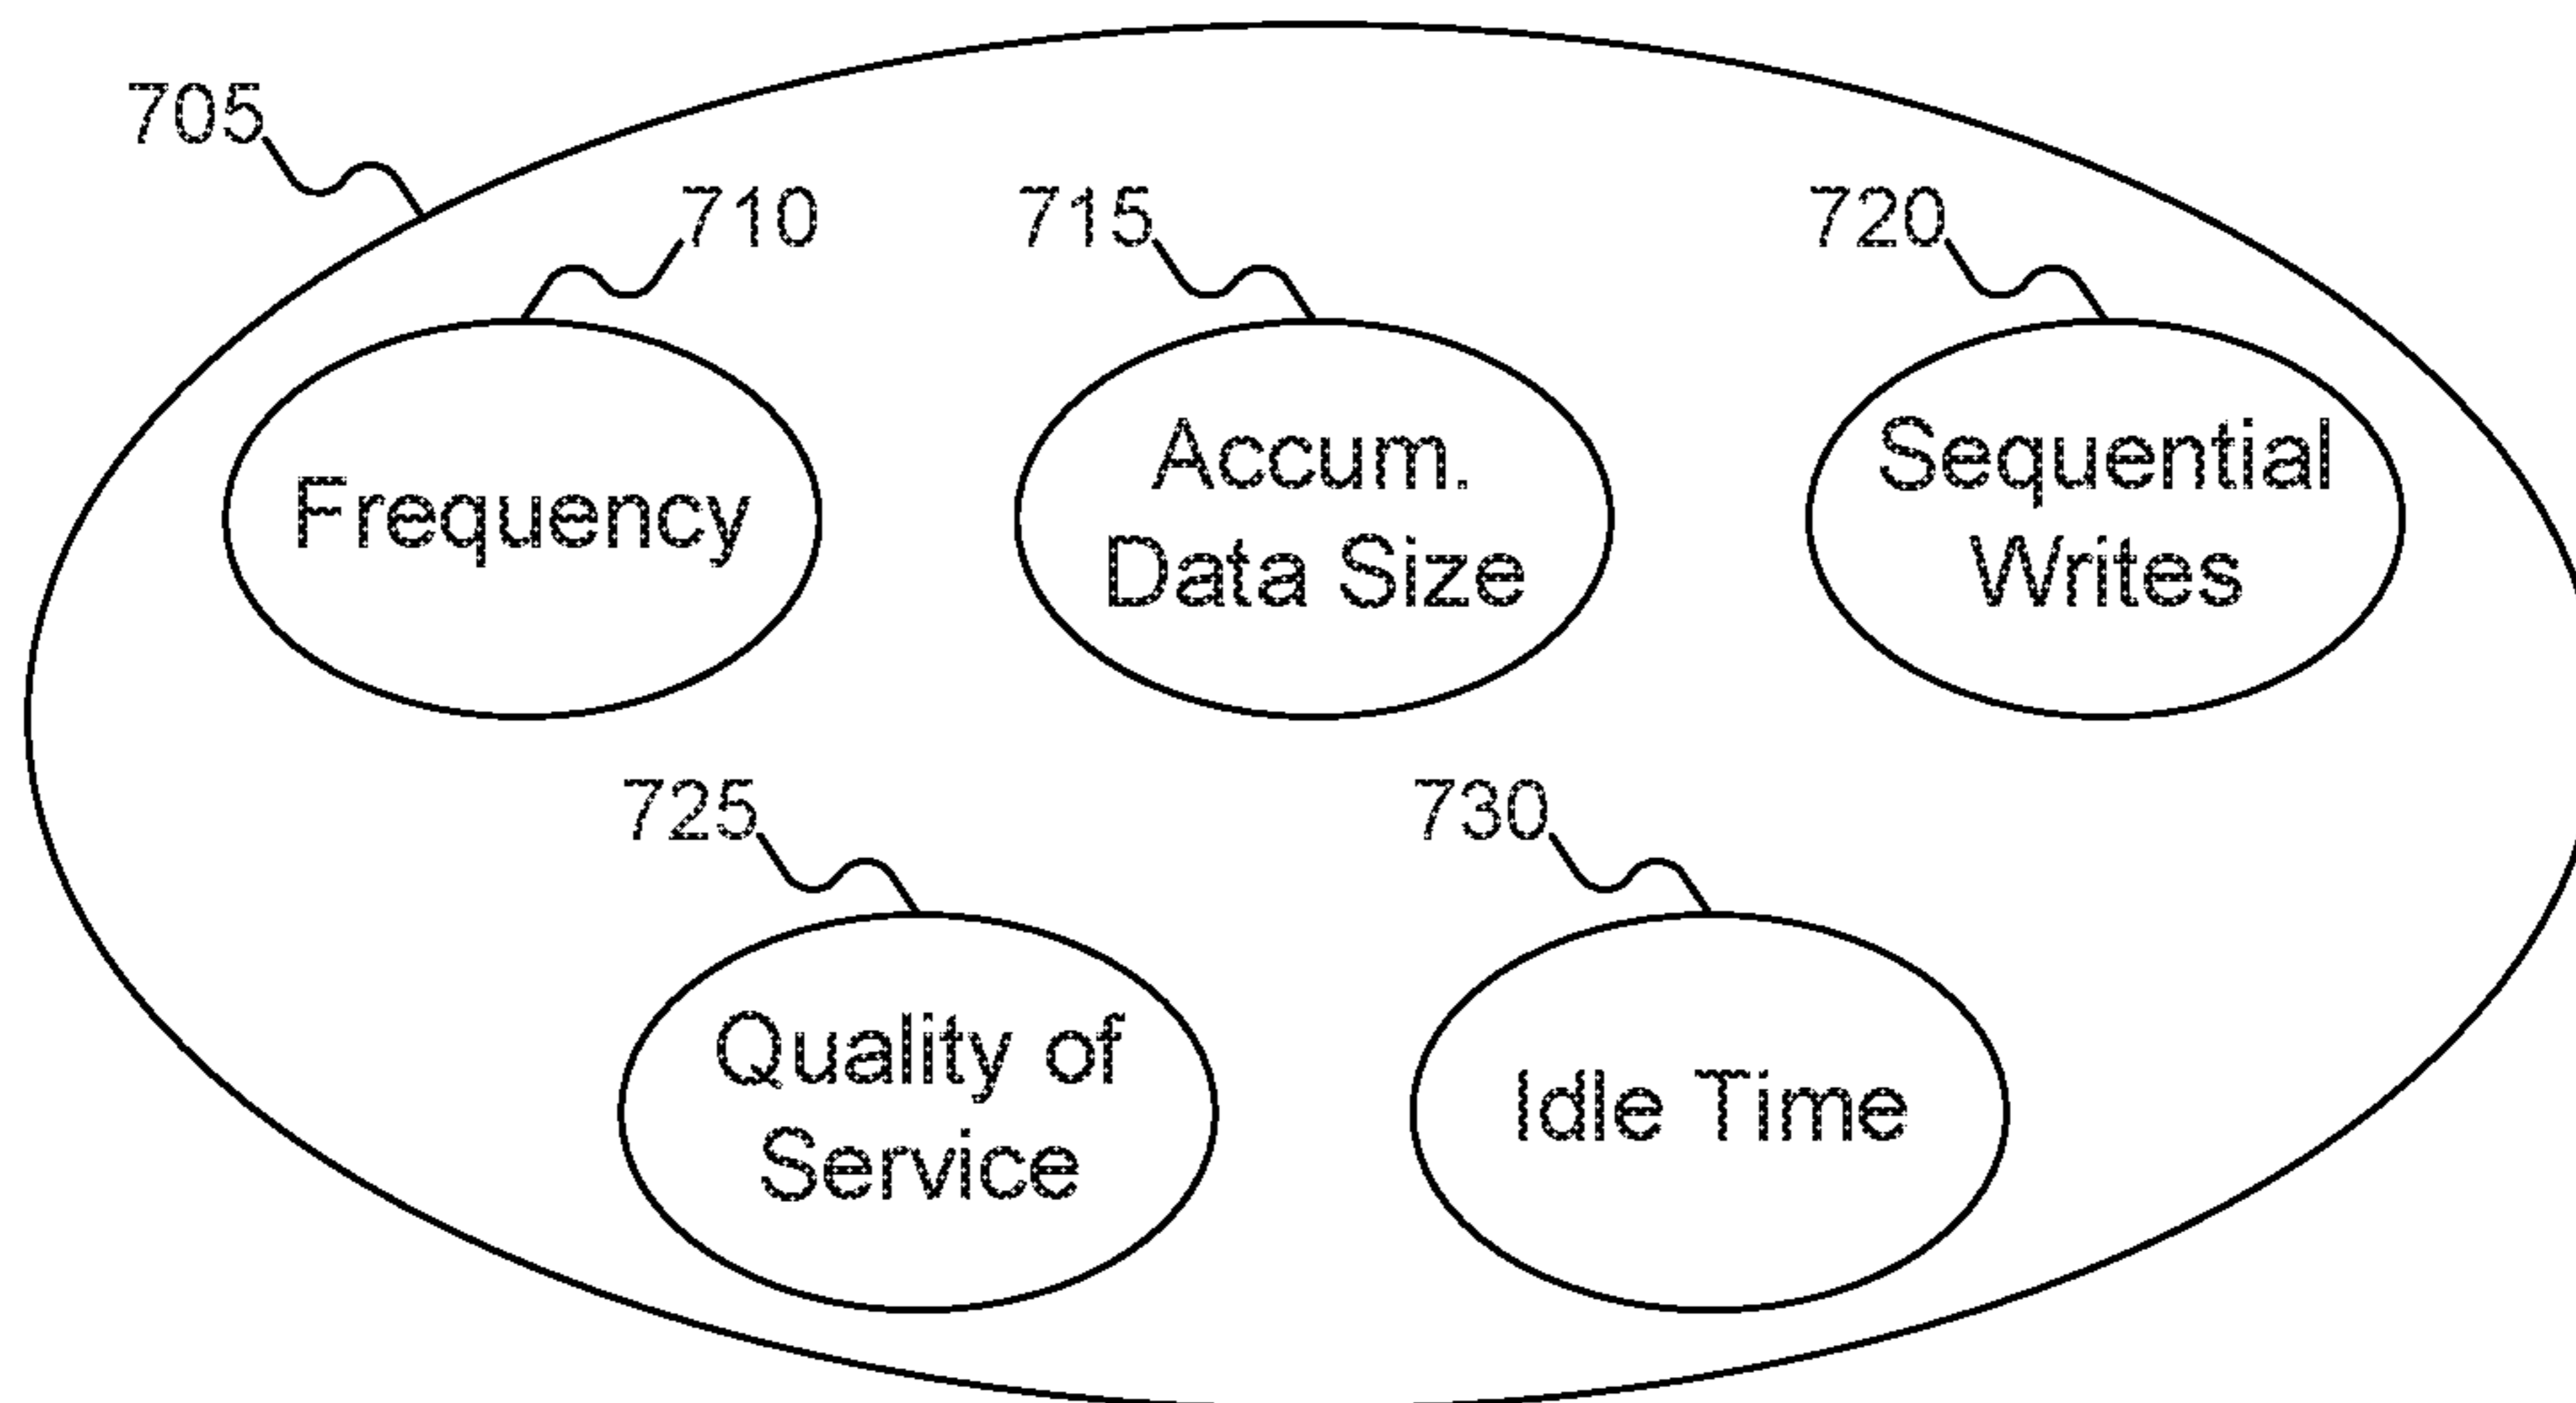 705
710
715
720
Frequency
Accum.
Data Size
Sequential
Writes
725
730
Quality of
Service
Idle Time